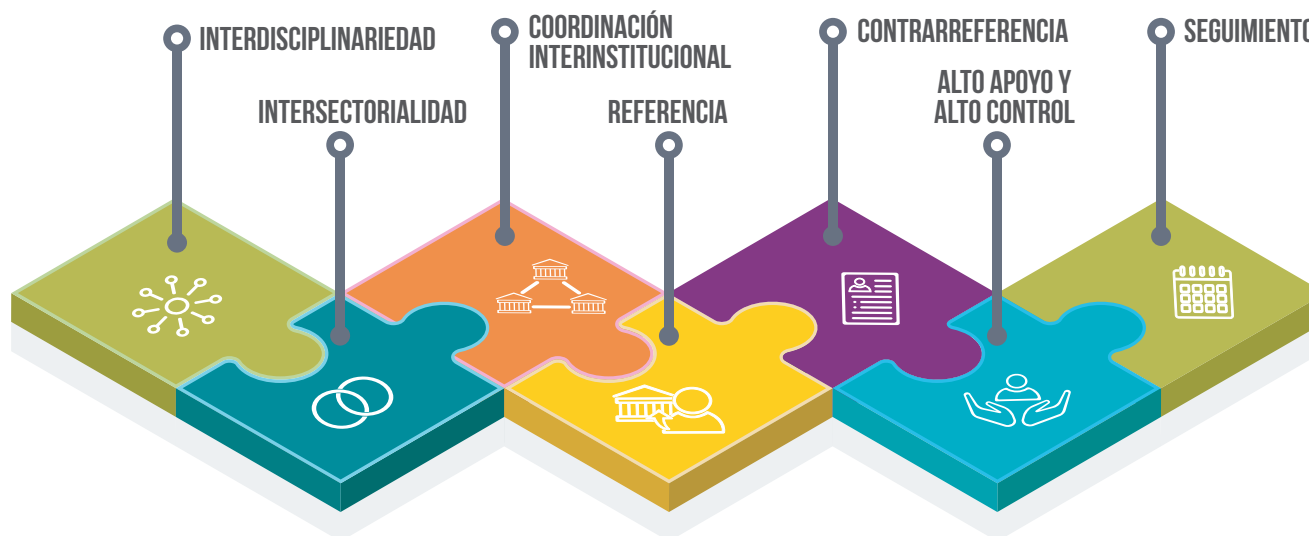 INTERDISCIPLINARIEDAD
INTERSECTORIALIDAD
COORDINACIÓN
INTERINSTITUCIONAL
REFERENCIA
CONTRARREFERENCIA
ALTO APOYO Y
ALTO CONTROL
SEGUIMIENTO